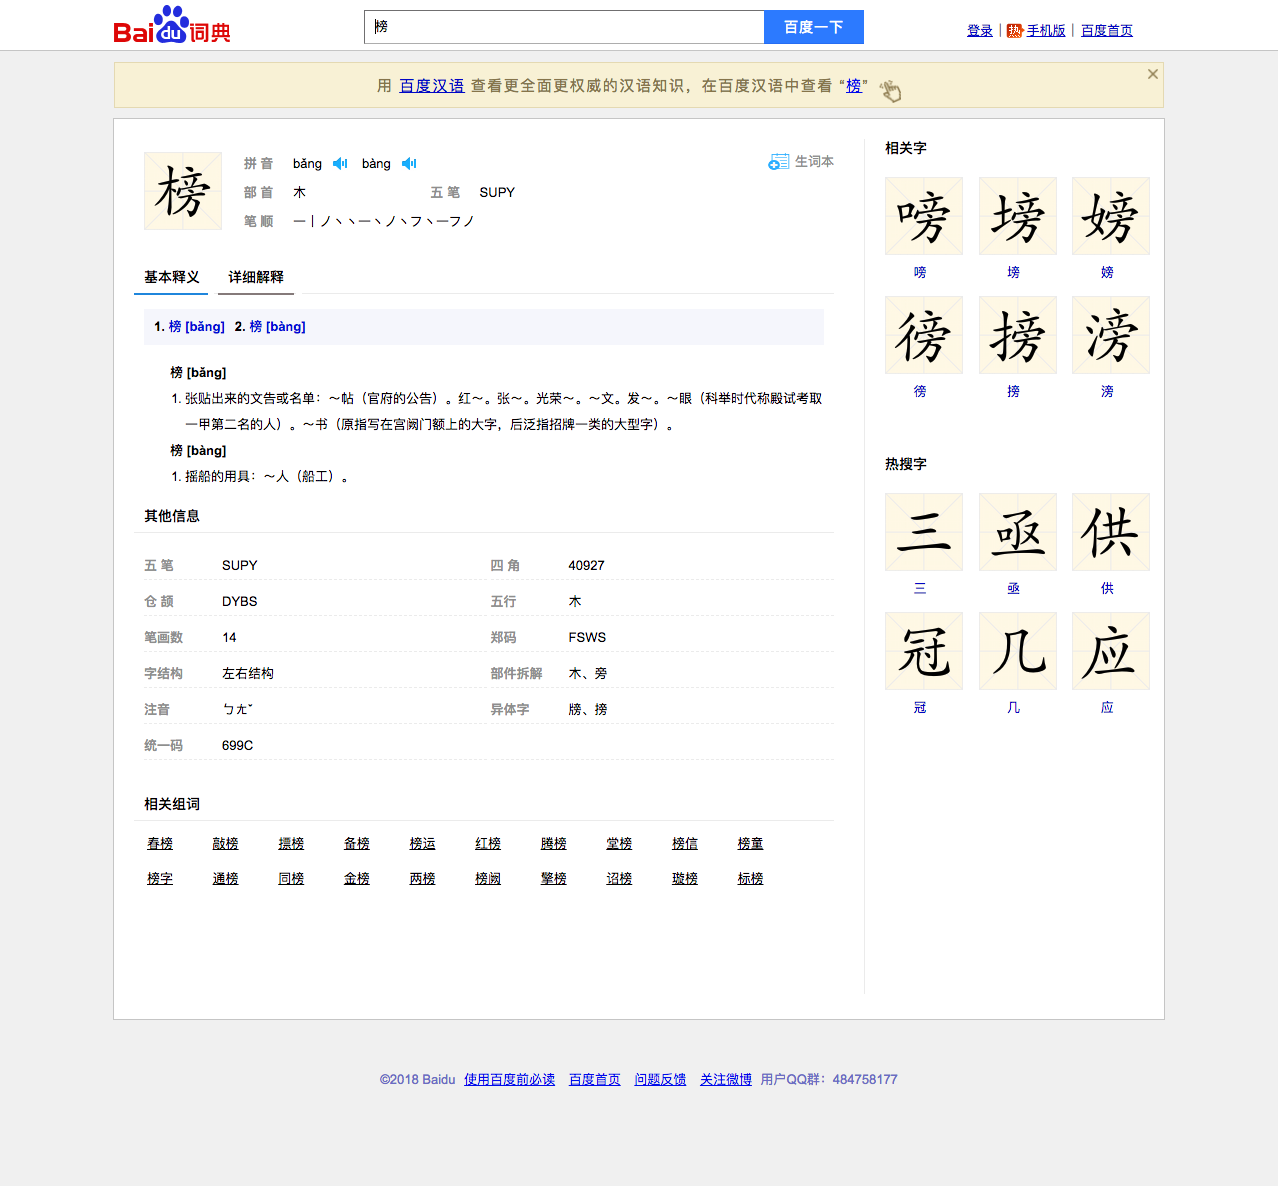 Baidu词典
榜
百度一下
登录 | 热 手机版 | 百度首页
用 百度汉语 查看更全面更权威的汉语知识，在百度汉语中查看 “榜”
榜
拼 音 bǎng bàng
生词本
部 首 木 五 笔 SUPY
笔 顺 一丨ノ丶丶一丶ノ丶フ丶一フノ
基本释义 详细解释
1. 榜 [bǎng] 2. 榜 [bàng]
榜 [bǎng]
1. 张贴出来的文告或名单：～帖（官府的公告）。红～。张～。光荣～。～文。发～。～眼（科举时代称殿试考取
一甲第二名的人）。～书（原指写在宫阙门额上的大字，后泛指招牌一类的大型字）。
榜 [bàng]
1. 摇船的用具：～人（船工）。
其他信息
五 笔 SUPY 四 角 40927
仓 颉 DYBS 五行 木
笔画数 14 郑码 FSWS
字结构 左右结构 部件拆解 木、旁
注音 ㄅㄤˇ 异体字 牓、搒
统一码 699C
相关组词
春榜 敲榜 摽榜 备榜 榜运 红榜 腾榜 堂榜 榜信 榜童
榜字 通榜 同榜 金榜 两榜 榜阙 擎榜 诏榜 璇榜 标榜
相关字
嗙 塝 嫎
嗙 塝 嫎
徬 搒 滂
徬 搒 滂
热搜字
三 亟 供
三 亟 供
冠 几 应
冠 几 应
©2018 Baidu 使用百度前必读 百度首页 问题反馈 关注微博 用户QQ群：484758177